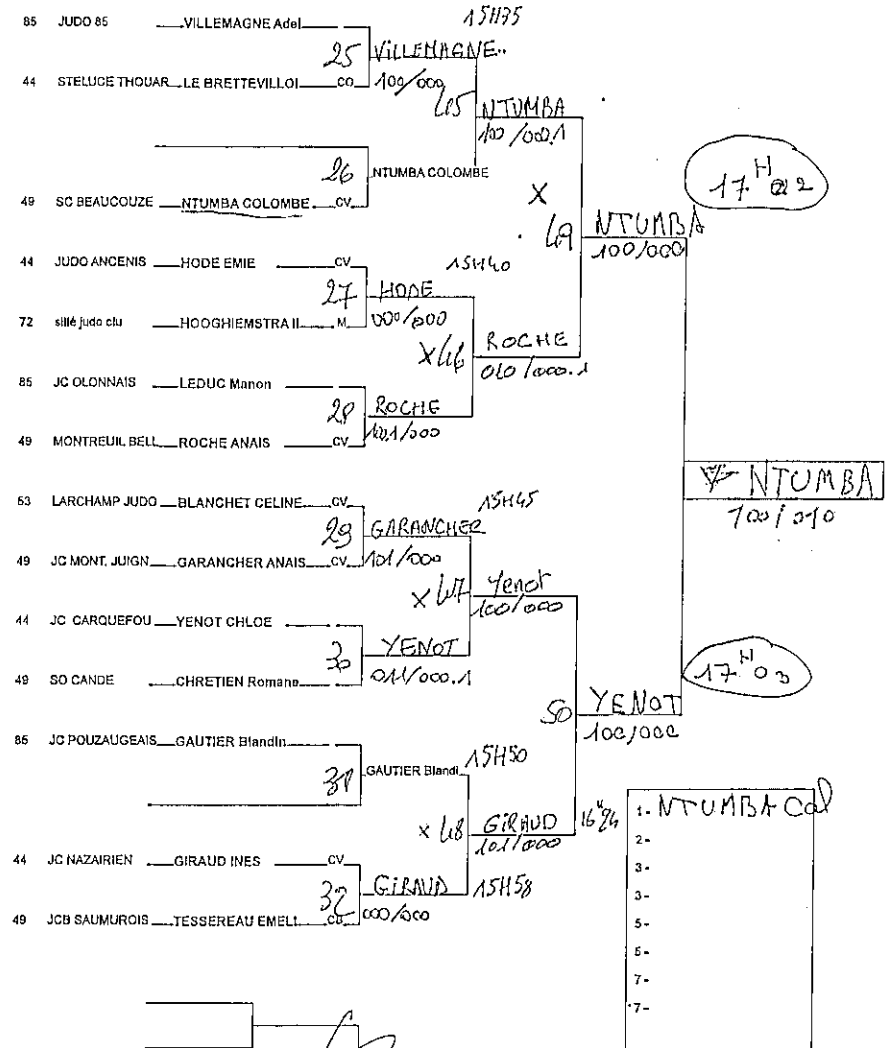 15H35
85 JUDO 85 VILLEMAGNE Adel
25 VILLEMAGNE..
44 STELUCE THOUAR LE BRETTEVILLOI CO 100/000
45 NTUMBA
100/000.1
26 NTUMBA COLOMBE
17 H
49 SC BEAUCOUZE NTUMBA COLOMBE CV
X
49 NTUMBA
100/000
44 JUDO ANCENIS HODE EMIE CV 15H40
27 HODE
72 sillé judo clu HOOGHIEMSTRA II M 000/000
X 46 ROCHE
010/000.1
85 JC OLONNAIS LEDUC Manon
28 ROCHE
49 MONTREUIL BELL ROCHE ANAIS CV 100.1/000
NTUMBA
100/010
53 LARCHAMP JUDO BLANCHET CELINE CV 15H45
29 GARANCHER
49 JC MONT. JUIGN GARANCHER ANAIS CV 101/000
X 47 Yenot
100/000
44 JC CARQUEFOU YENOT CHLOE
30 YENOT
49 SO CANDE CHRETIEN Romane 011/000.1
17 H 03
50 YENOT
100/000
85 JC POUZAUGEAIS GAUTIER Blandin 15H50
31 GAUTIER Blandi
X 48 GIRAUD
101/000
1- NTUMBA Col
2-
3-
3-
5-
5-
7-
7-
44 JC NAZAIRIEN GIRAUD INES CV
32 GIRAUD 15H58
49 JCB SAUMUROIS TESSEREAU EMELI 000/000